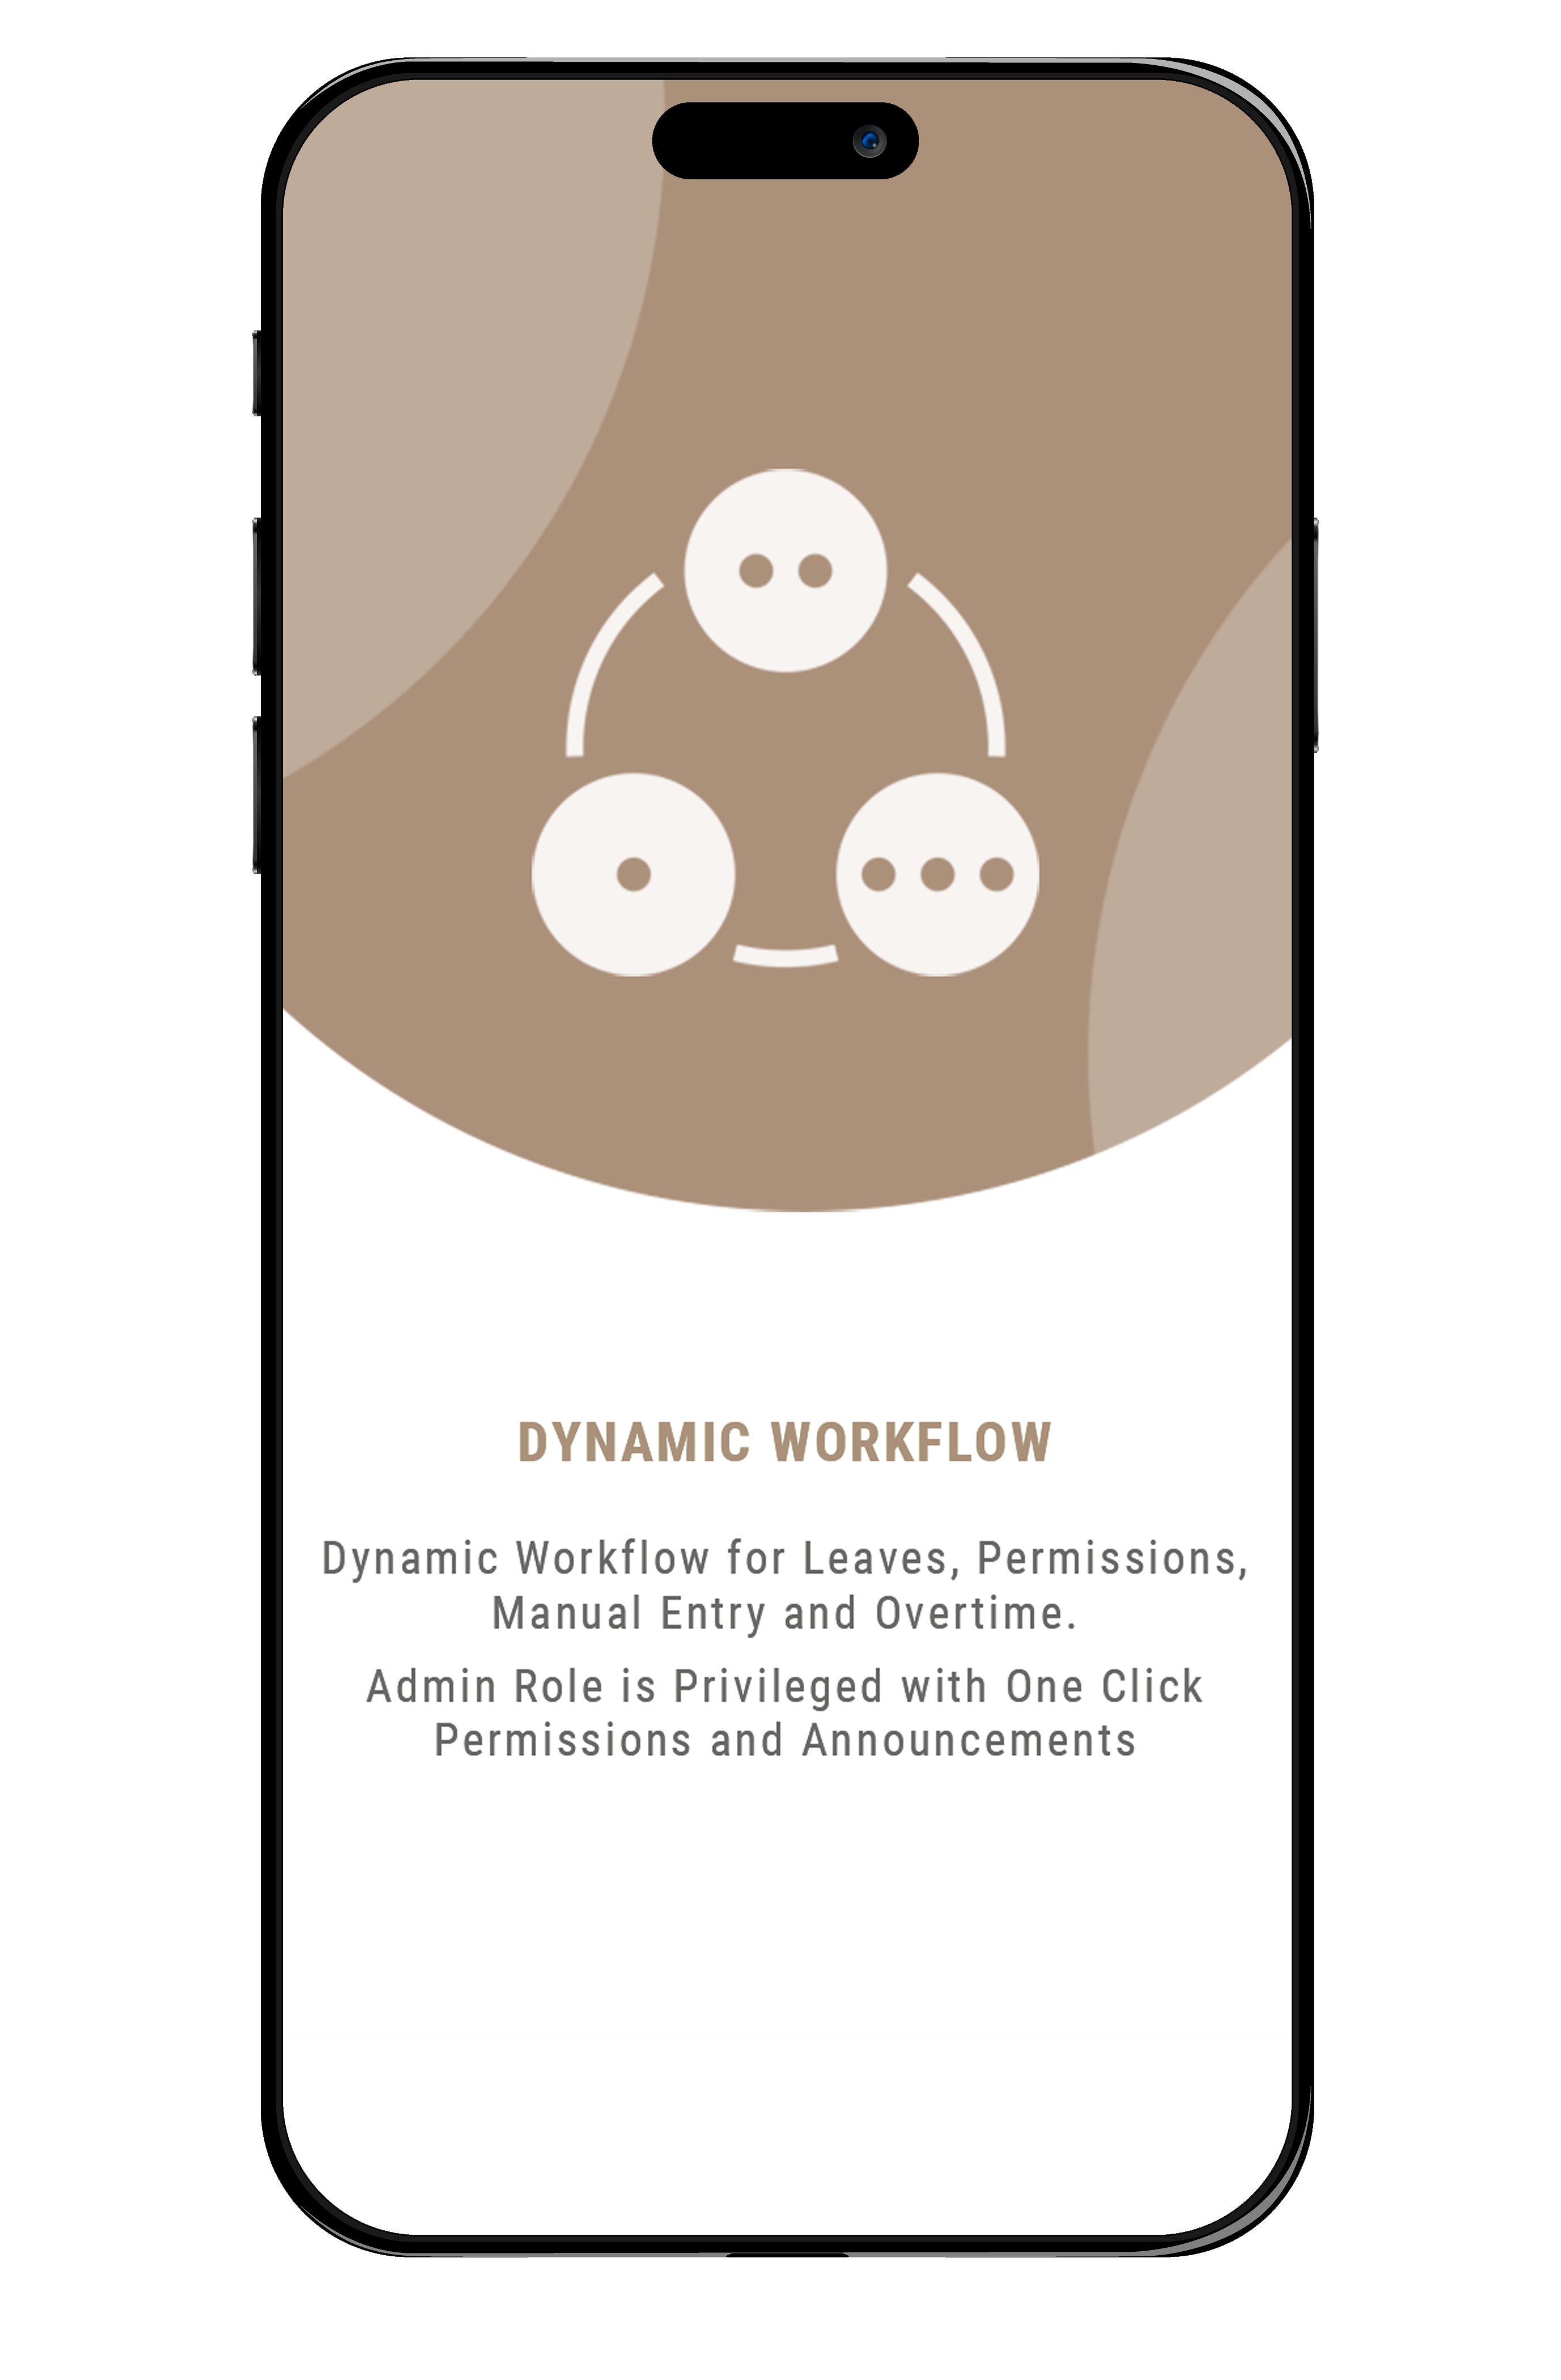 DYNAMIC WORKFLOW
Dynamic Workflow for Leaves, Permissions,
Manual Entry and Overtime.
Admin Role is Privileged with One Click
Permissions and Announcements